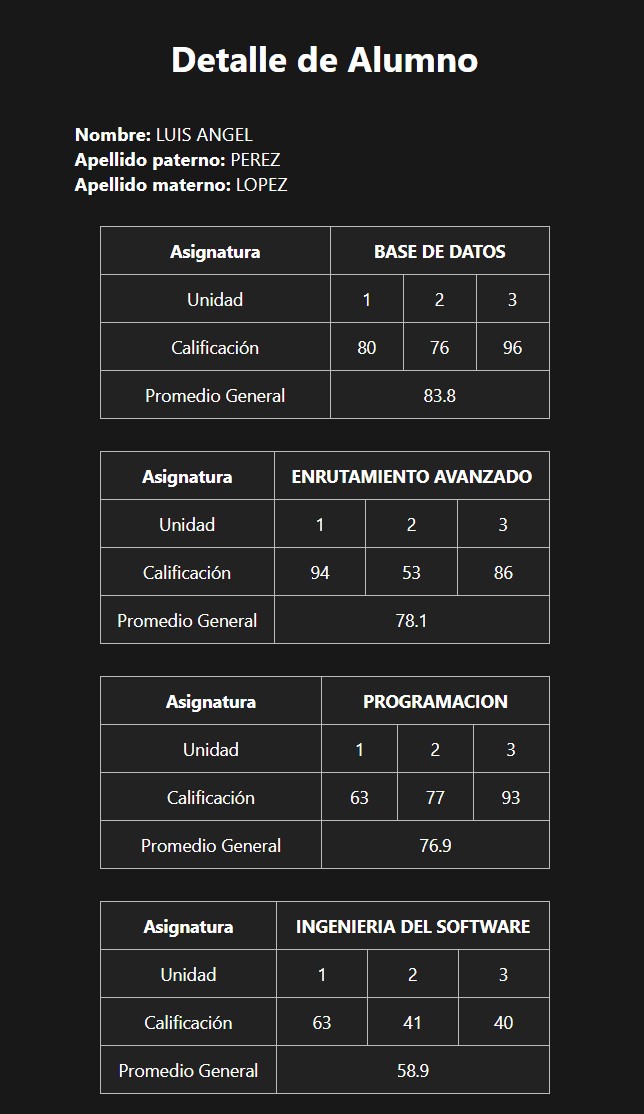 Detalle de Alumno
Nombre: LUIS ANGEL
Apellido paterno: PEREZ
Apellido materno: LOPEZ
Asignatura BASE DE DATOS
Unidad 1 2 3
Calificación 80 76 96
Promedio General 83.8
Asignatura ENRUTAMIENTO AVANZADO
Unidad 1 2 3
Calificación 94 53 86
Promedio General 78.1
Asignatura PROGRAMACION
Unidad 1 2 3
Calificación 63 77 93
Promedio General 76.9
Asignatura INGENIERIA DEL SOFTWARE
Unidad 1 2 3
Calificación 63 41 40
Promedio General 58.9